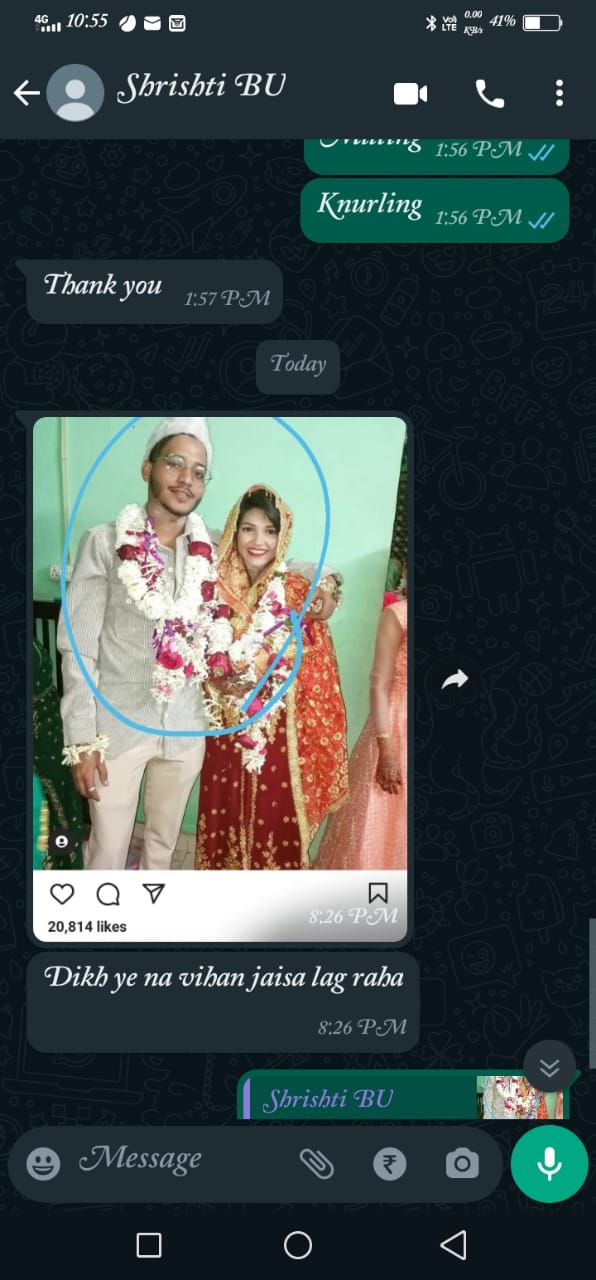 4G 10:55 Vo) LTE 0.00 KB/s 41%
Shrishti BU
1:56 PM
Knurling 1:56 PM
Thank you 1:57 PM
Today
20,814 likes 8:26 PM
Dikh ye na vihan jaisa lag raha
8:26 PM
Shrishti BU
Message